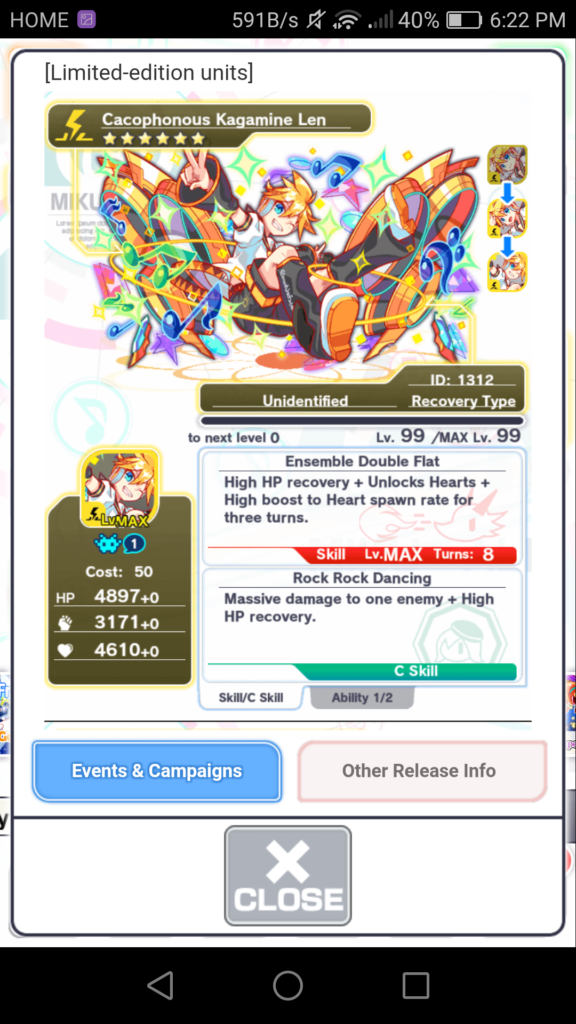 HOME 591B/s 40% 6:22 PM
[Limited-edition units]
Cacophonous Kagamine Len
MIKU
Lorem ipsum
ID: 1312
Unidentified Recovery Type
to next level 0 Lv. 99 /MAX Lv. 99
Ensemble Double Flat
High HP recovery + Unlocks Hearts +
High boost to Heart spawn rate for
three turns.
Skill Lv.MAX Turns: 8
Rock Rock Dancing
Massive damage to one enemy + High
HP recovery.
C Skill
Skill/C Skill Ability 1/2
LvMAX
1
Cost: 50
HP 4897+0
3171+0
4610+0
Events & Campaigns Other Release Info
y
CLOSE